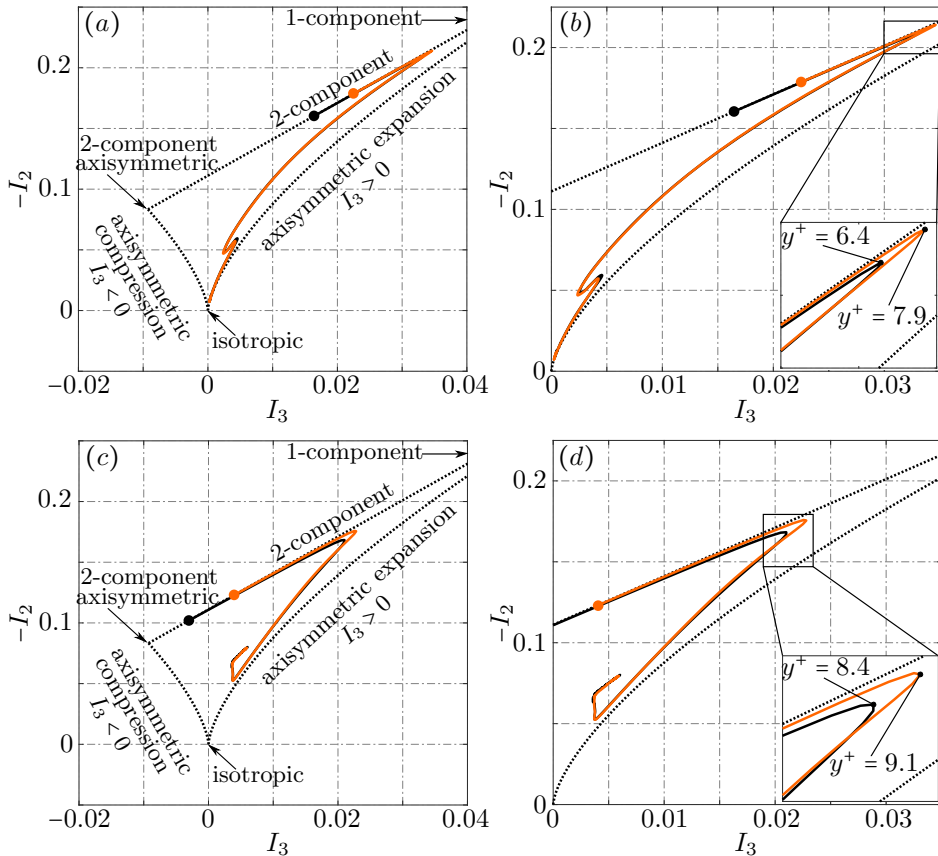 (a)
1-component
2-component
axisymmetric expansion
I₃ > 0
2-component
axisymmetric
axisymmetric
compression
I₃ < 0
isotropic
0.2
0.1
0
−I₂
−0.02
0
0.02
0.04
I₃
(b)
0.2
0.1
0
−I₂
y⁺ = 6.4
y⁺ = 7.9
0
0.01
0.02
0.03
I₃
(c)
1-component
2-component
axisymmetric expansion
I₃ > 0
2-component
axisymmetric
axisymmetric
compression
I₃ < 0
isotropic
0.2
0.1
0
−I₂
−0.02
0
0.02
0.04
I₃
(d)
0.2
0.1
0
−I₂
y⁺ = 8.4
y⁺ = 9.1
0
0.01
0.02
0.03
I₃